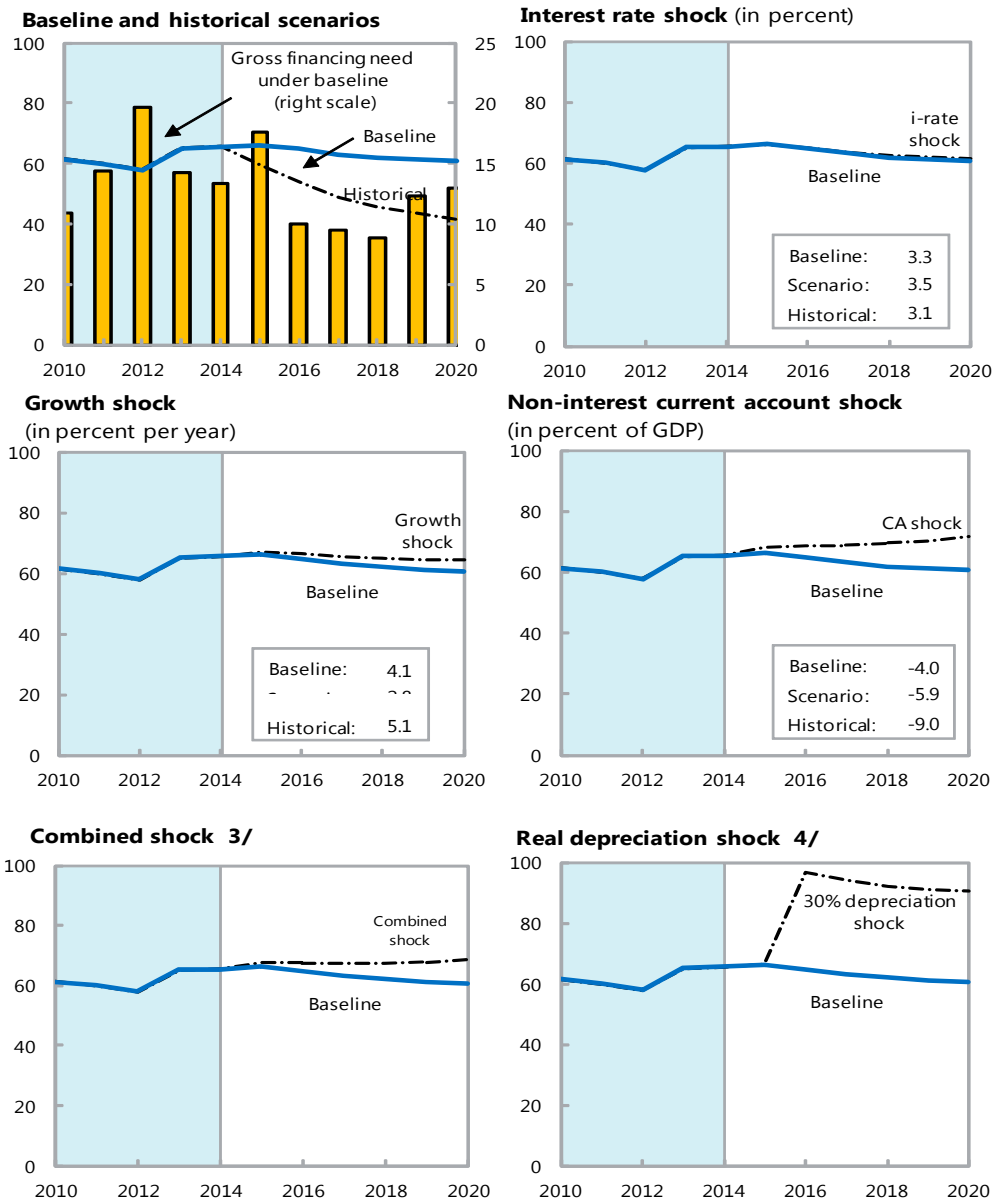 Baseline and historical scenarios
100
80
60
40
20
0
25
20
15
10
5
0
Gross financing need
under baseline
(right scale)
Baseline
Historical
2010 2012 2014 2016 2018 2020
Interest rate shock (in percent)
100
80
60
40
20
0
i-rate
shock
Baseline
Baseline: 3.3
Scenario: 3.5
Historical: 3.1
2010 2012 2014 2016 2018 2020
Growth shock
(in percent per year)
100
80
60
40
20
0
Growth
shock
Baseline
Baseline: 4.1
Historical: 5.1
2010 2012 2014 2016 2018 2020
Non-interest current account shock
(in percent of GDP)
100
80
60
40
20
0
CA shock
Baseline
Baseline: -4.0
Scenario: -5.9
Historical: -9.0
2010 2012 2014 2016 2018 2020
Combined shock 3/
100
80
60
40
20
0
Combined
shock
Baseline
2010 2012 2014 2016 2018 2020
Real depreciation shock 4/
100
80
60
40
20
0
30% depreciation
shock
Baseline
2010 2012 2014 2016 2018 2020